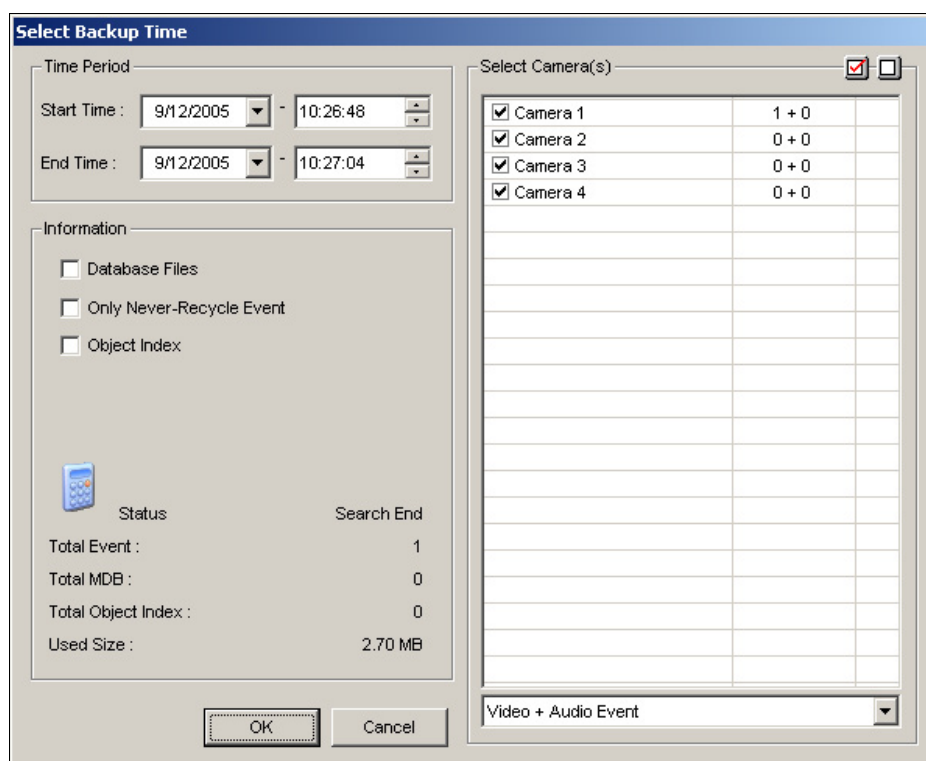 Select Backup Time
Time Period
Start Time : 9/12/2005 - 10:26:48
End Time : 9/12/2005 - 10:27:04
Information
Database Files
Only Never-Recycle Event
Object Index
Status Search End
Total Event : 1
Total MDB : 0
Total Object Index : 0
Used Size : 2.70 MB
OK Cancel
Select Camera(s)
Camera 1 1 + 0
Camera 2 0 + 0
Camera 3 0 + 0
Camera 4 0 + 0
Video + Audio Event